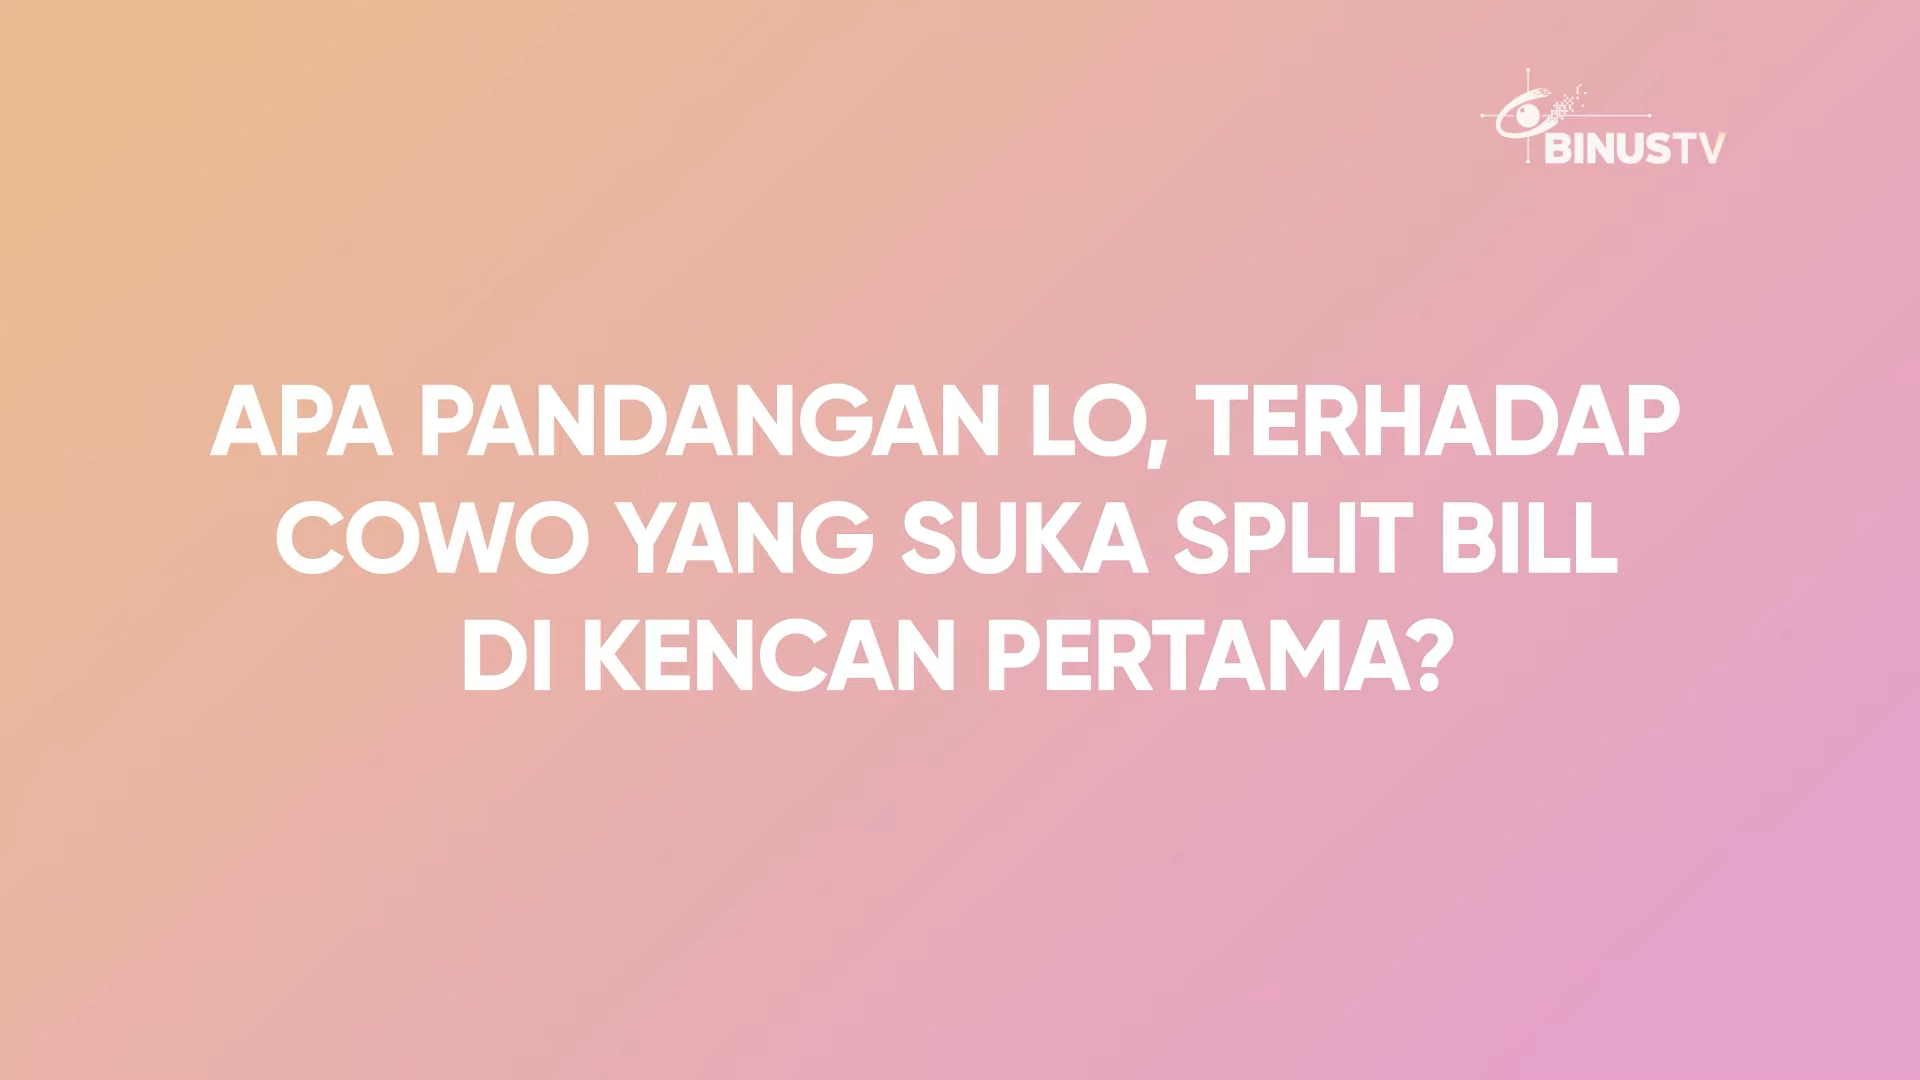 BINUSTV
APA PANDANGAN LO, TERHADAP
COWO YANG SUKA SPLIT BILL
DI KENCAN PERTAMA?